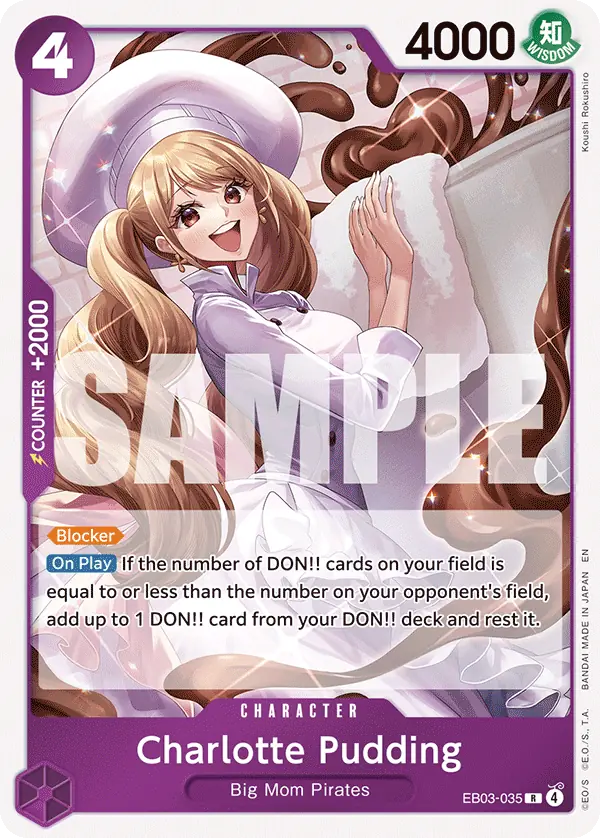 4
4000
知
WISDOM
Koushi Rokushiro
COUNTER +2000
SAMPLE
Blocker
On Play If the number of DON!! cards on your field is
equal to or less than the number on your opponent's field,
add up to 1 DON!! card from your DON!! deck and rest it.
BANDAI MADE IN JAPAN EN
©E.O./S., T.A.
©EO/S
CHARACTER
Charlotte Pudding
Big Mom Pirates
EB03-035 R 4